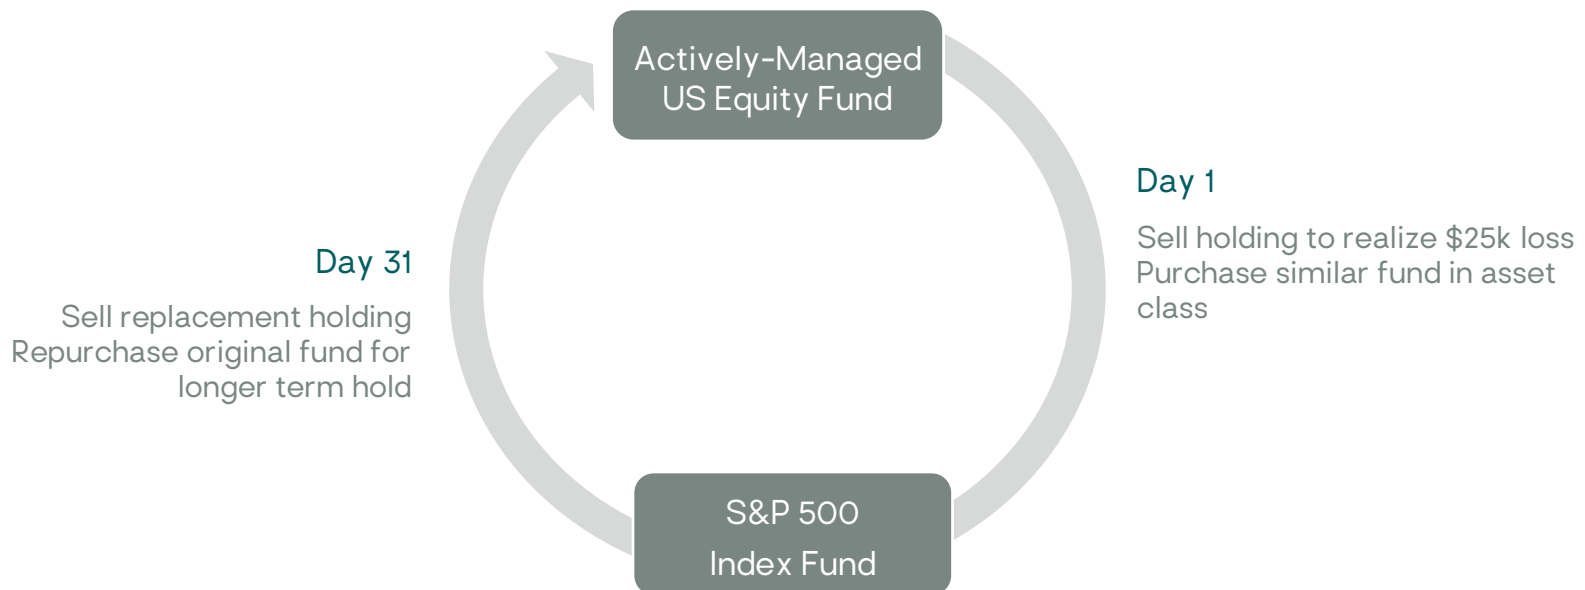 Actively-Managed
US Equity Fund
Day 1
Sell holding to realize $25k loss
Purchase similar fund in asset
class
Day 31
Sell replacement holding
Repurchase original fund for
longer term hold
S&P 500
Index Fund